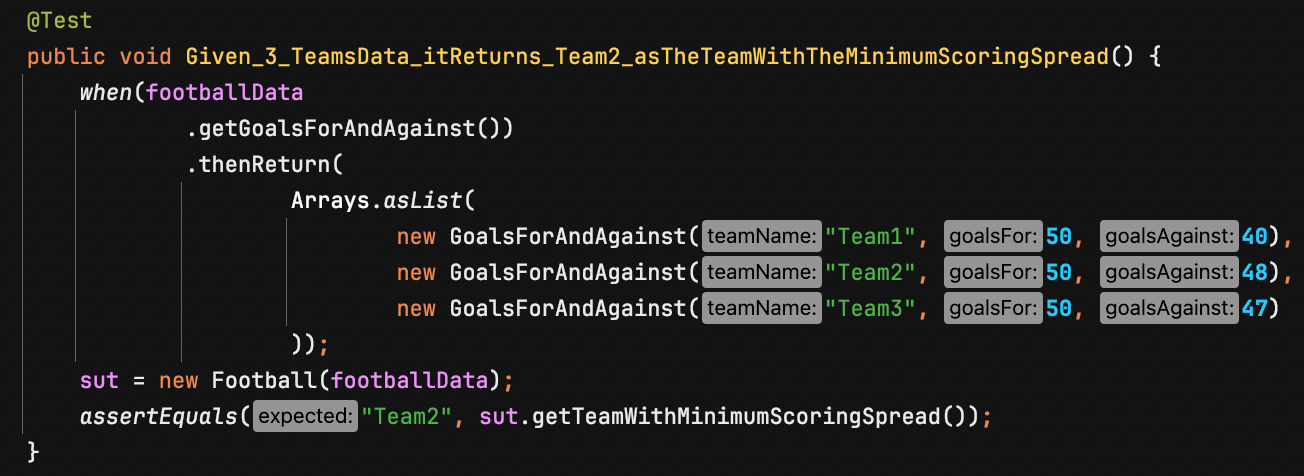 @Test
public void Given_3_TeamsData_itReturns_Team2_asTheTeamWithTheMinimumScoringSpread() {
when(footballData
.getGoalsForAndAgainst())
.thenReturn(
Arrays.asList(
new GoalsForAndAgainst( teamName: "Team1", goalsFor: 50, goalsAgainst: 40),
new GoalsForAndAgainst( teamName: "Team2", goalsFor: 50, goalsAgainst: 48),
new GoalsForAndAgainst( teamName: "Team3", goalsFor: 50, goalsAgainst: 47)
));
sut = new Football(footballData);
assertEquals( expected: "Team2", sut.getTeamWithMinimumScoringSpread());
}